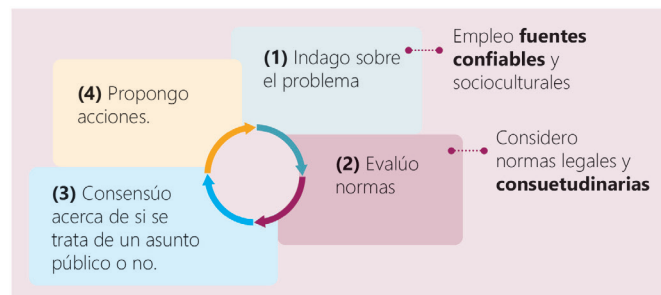 (1) Indago sobre
el problema
Empleo fuentes
confiables y
socioculturales
(2) Evalúo
normas
Considero
normas legales y
consuetudinarias
(3) Consensúo
acerca de si se
trata de un asunto
público o no.
(4) Propongo
acciones.